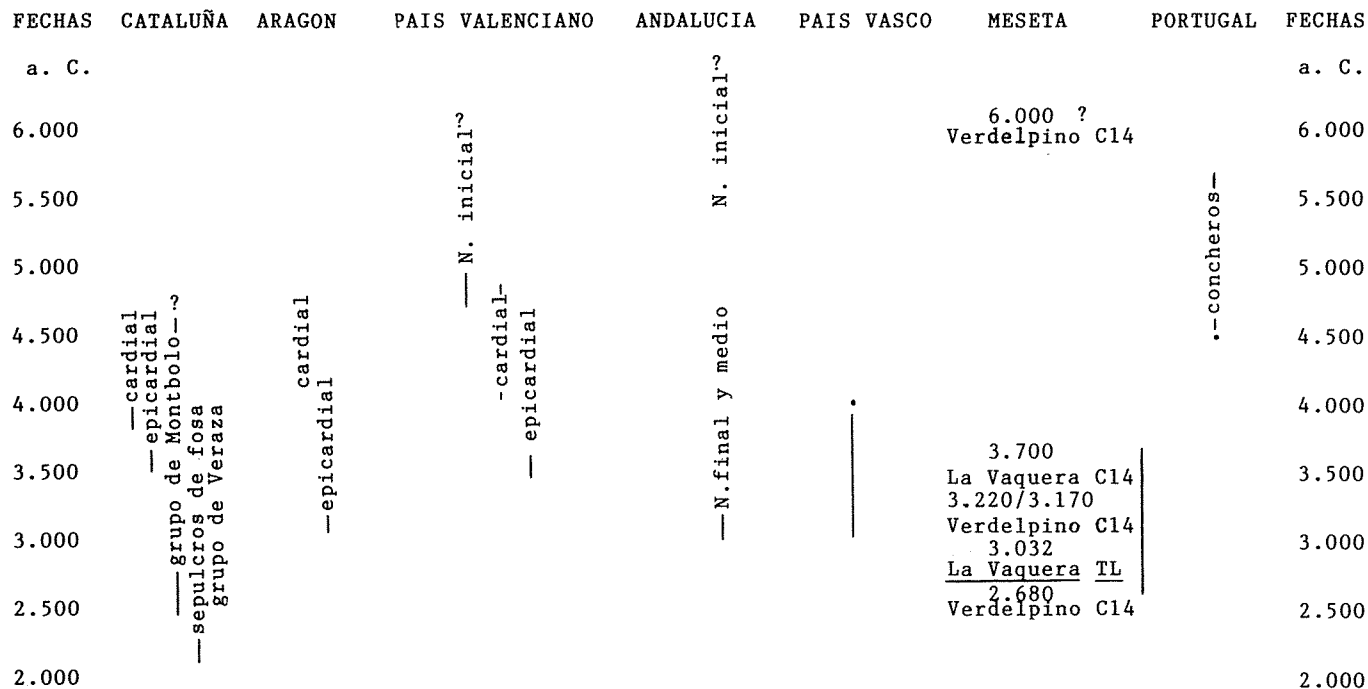 FECHAS CATALUÑA ARAGON PAIS VALENCIANO ANDALUCIA PAIS VASCO MESETA PORTUGAL FECHAS
a. C. a. C.
6.000 6.000 ? 6.000
Verdelpino C14
5.500 5.500
5.000 5.000
4.500 4.500
4.000 4.000
3.700
3.500 La Vaquera C14 3.500
3.220/3.170
Verdelpino C14
3.000 3.032 3.000
La Vaquera TL
2.680
2.500 Verdelpino C14 2.500
2.000 2.000
—cardial
—epicardial
—grupo de Montbolo—?
—sepulcros de fosa
grupo de Veraza
cardial
—epicardial
—N. inicial?
-cardial-
— epicardial
N. inicial?
—N.final y medio
—concheros—